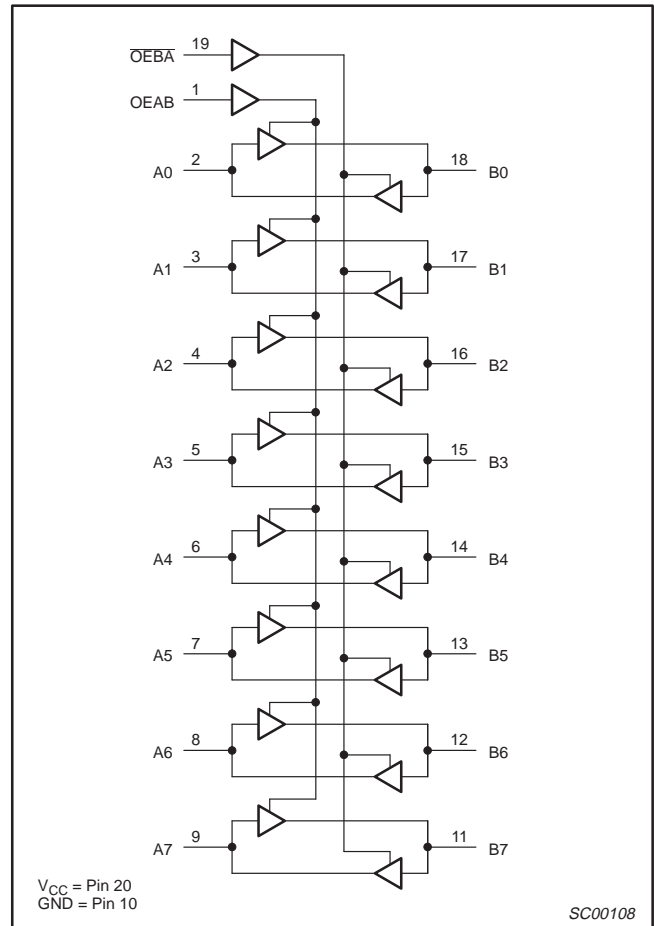 O̅E̅B̅A̅ 19
OEAB 1
A0 2 18 B0
A1 3 17 B1
A2 4 16 B2
A3 5 15 B3
A4 6 14 B4
A5 7 13 B5
A6 8 12 B6
A7 9 11 B7
VCC = Pin 20
GND = Pin 10
SC00108